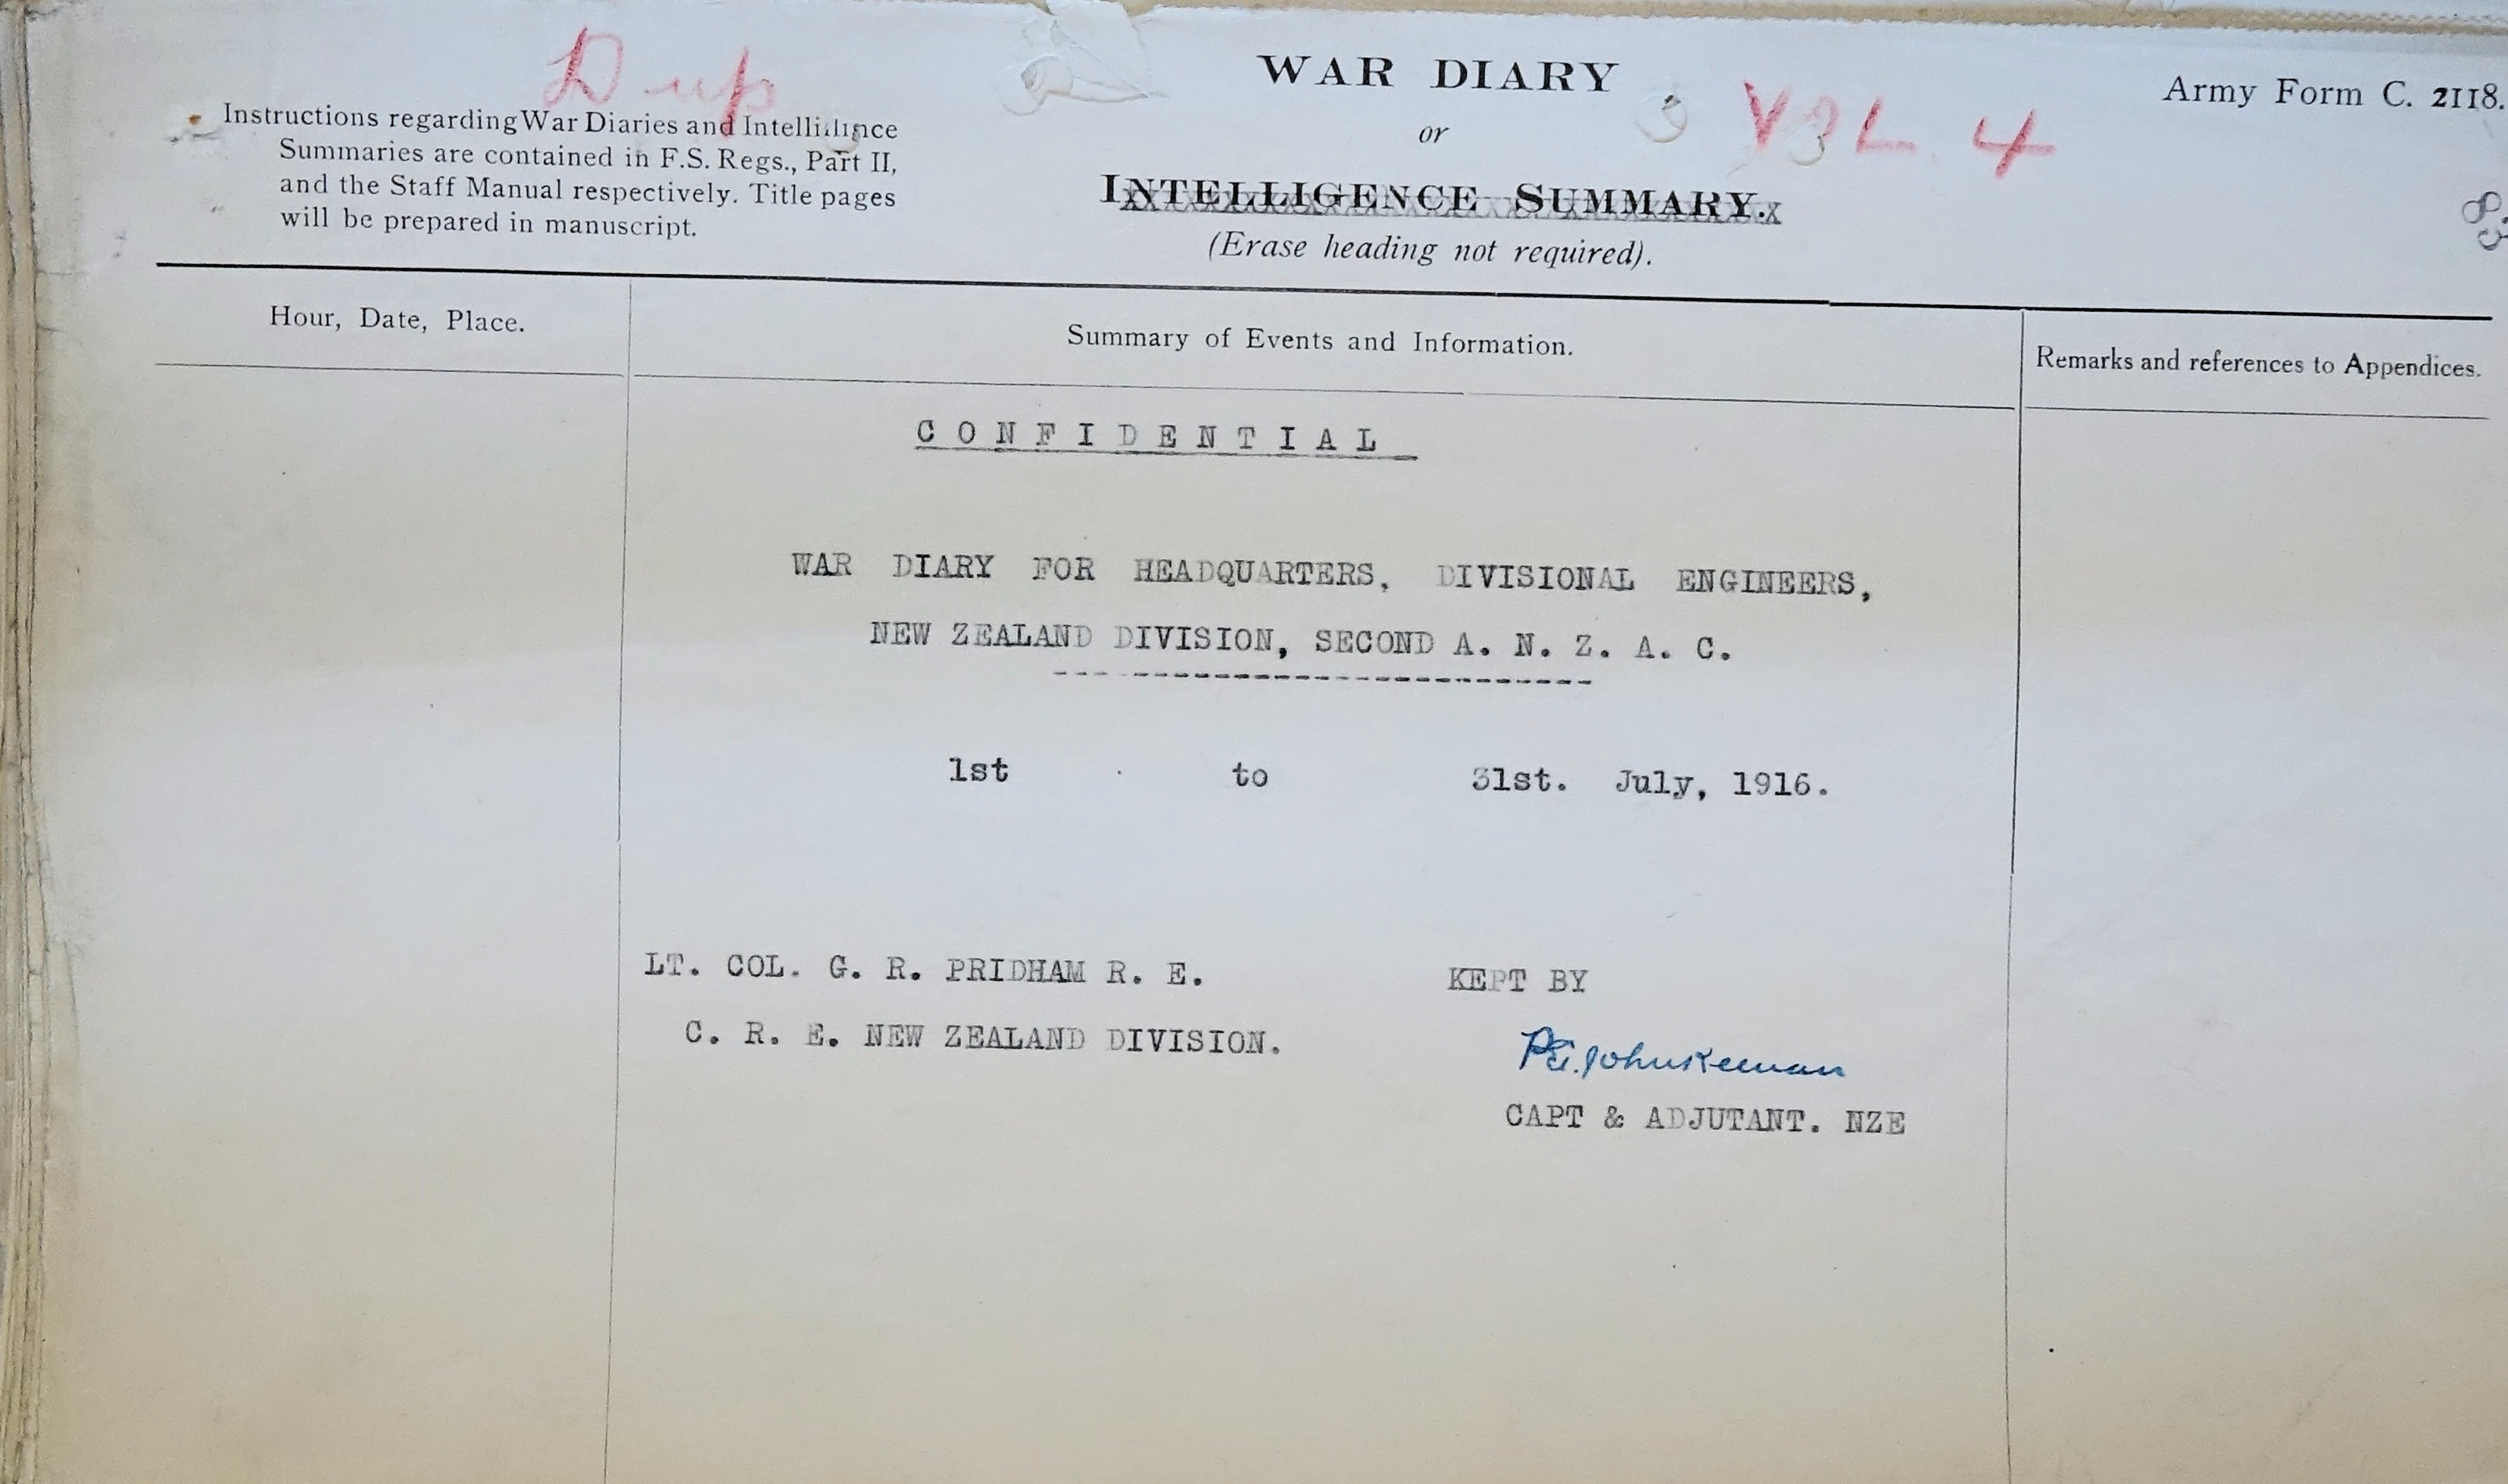 Dup
WAR DIARY
Army Form C. 2118.
or
VOL 4
INTELLIGENCE SUMMARY.
(Erase heading not required).
Instructions regarding War Diaries and Intelligence
Summaries are contained in F.S. Regs., Part II,
and the Staff Manual respectively. Title pages
will be prepared in manuscript.
Hour, Date, Place.
Summary of Events and Information.
Remarks and references to Appendices.
CONFIDENTIAL
WAR DIARY FOR HEADQUARTERS, DIVISIONAL ENGINEERS,
NEW ZEALAND DIVISION, SECOND A. N. Z. A. C.
1st to 31st. July, 1916.
LT. COL. G. R. PRIDHAM R. E.
C. R. E. NEW ZEALAND DIVISION.
KEPT BY
CAPT & ADJUTANT. NZE